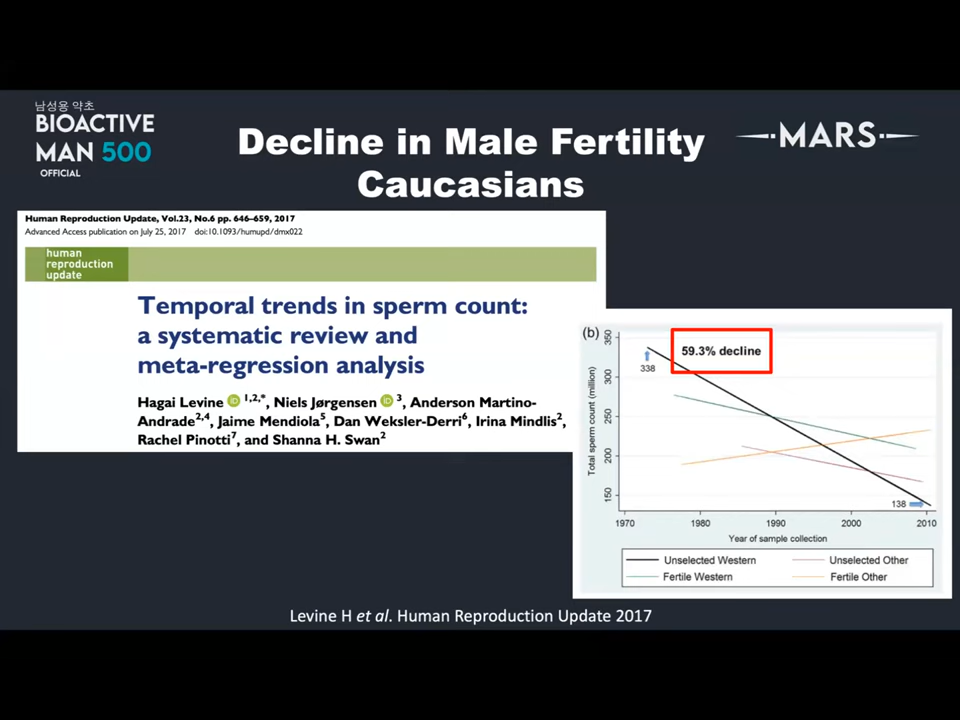 남성용 약초
BIOACTIVE
MAN 500
OFFICIAL
Decline in Male Fertility
Caucasians
MARS
Human Reproduction Update, Vol.23, No.6 pp. 646–659, 2017
Advanced Access publication on July 25, 2017 doi:10.1093/humupd/dmx022
human
reproduction
update
Temporal trends in sperm count:
a systematic review and
meta-regression analysis
Hagai Levine iD 1,2,*, Niels Jørgensen iD 3, Anderson Martino-
Andrade2,4, Jaime Mendiola5, Dan Weksler-Derri6, Irina Mindlis2,
Rachel Pinotti7, and Shanna H. Swan2
(b)
59.3% decline
338
138
Total sperm count (million)
350
300
250
200
150
1970 1980 1990 2000 2010
Year of sample collection
Unselected Western Unselected Other
Fertile Western Fertile Other
Levine H et al. Human Reproduction Update 2017